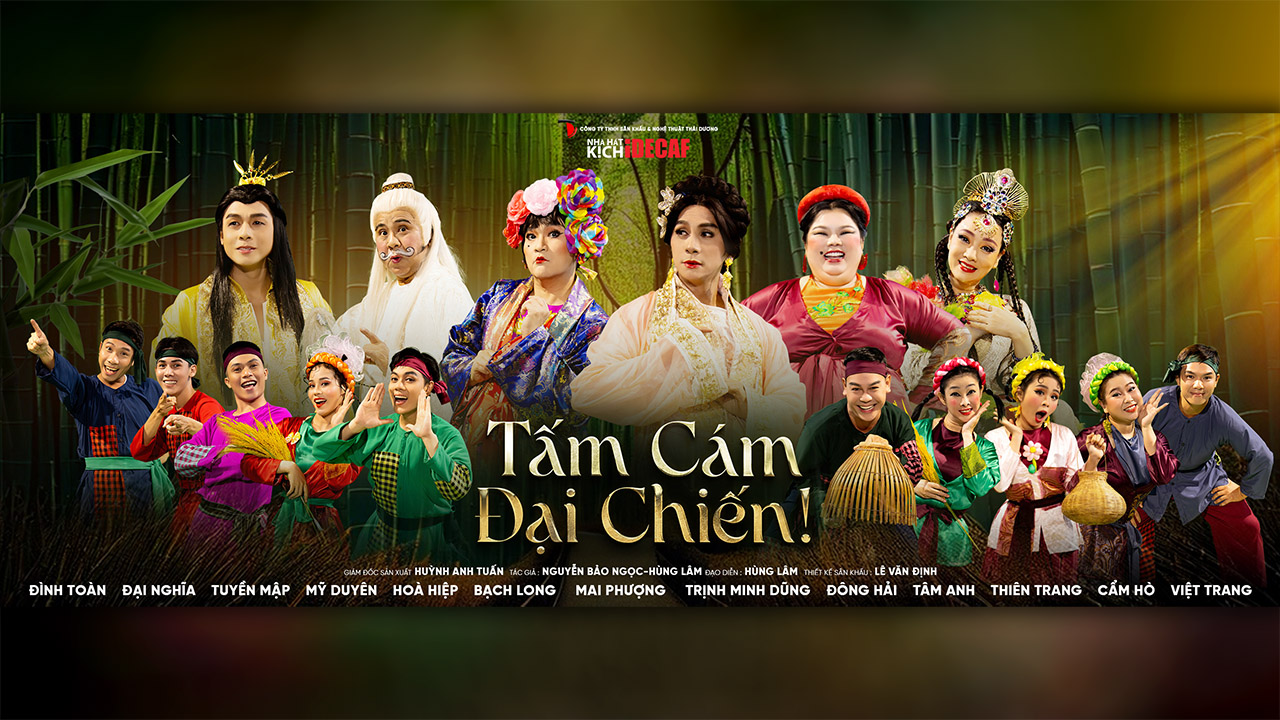 CÔNG TY TNHH SÂN KHẤU & NGHỆ THUẬT THÁI DƯƠNG
NHÀ HÁT
KỊCH IDECAF
Tấm Cám
Đại Chiến!
GIÁM ĐỐC SẢN XUẤT HUỲNH ANH TUẤN TÁC GIẢ : NGUYỄN BẢO NGỌC-HÙNG LÂM ĐẠO DIỄN : HÙNG LÂM THIẾT KẾ SÂN KHẤU : LÊ VĂN ĐỊNH
ĐÌNH TOÀN ĐẠI NGHĨA TUYỀN MẬP MỸ DUYÊN HOÀ HIỆP BẠCH LONG MAI PHƯỢNG TRỊNH MINH DŨNG ĐÔNG HẢI TÂM ANH THIÊN TRANG CẨM HÒ VIỆT TRANG